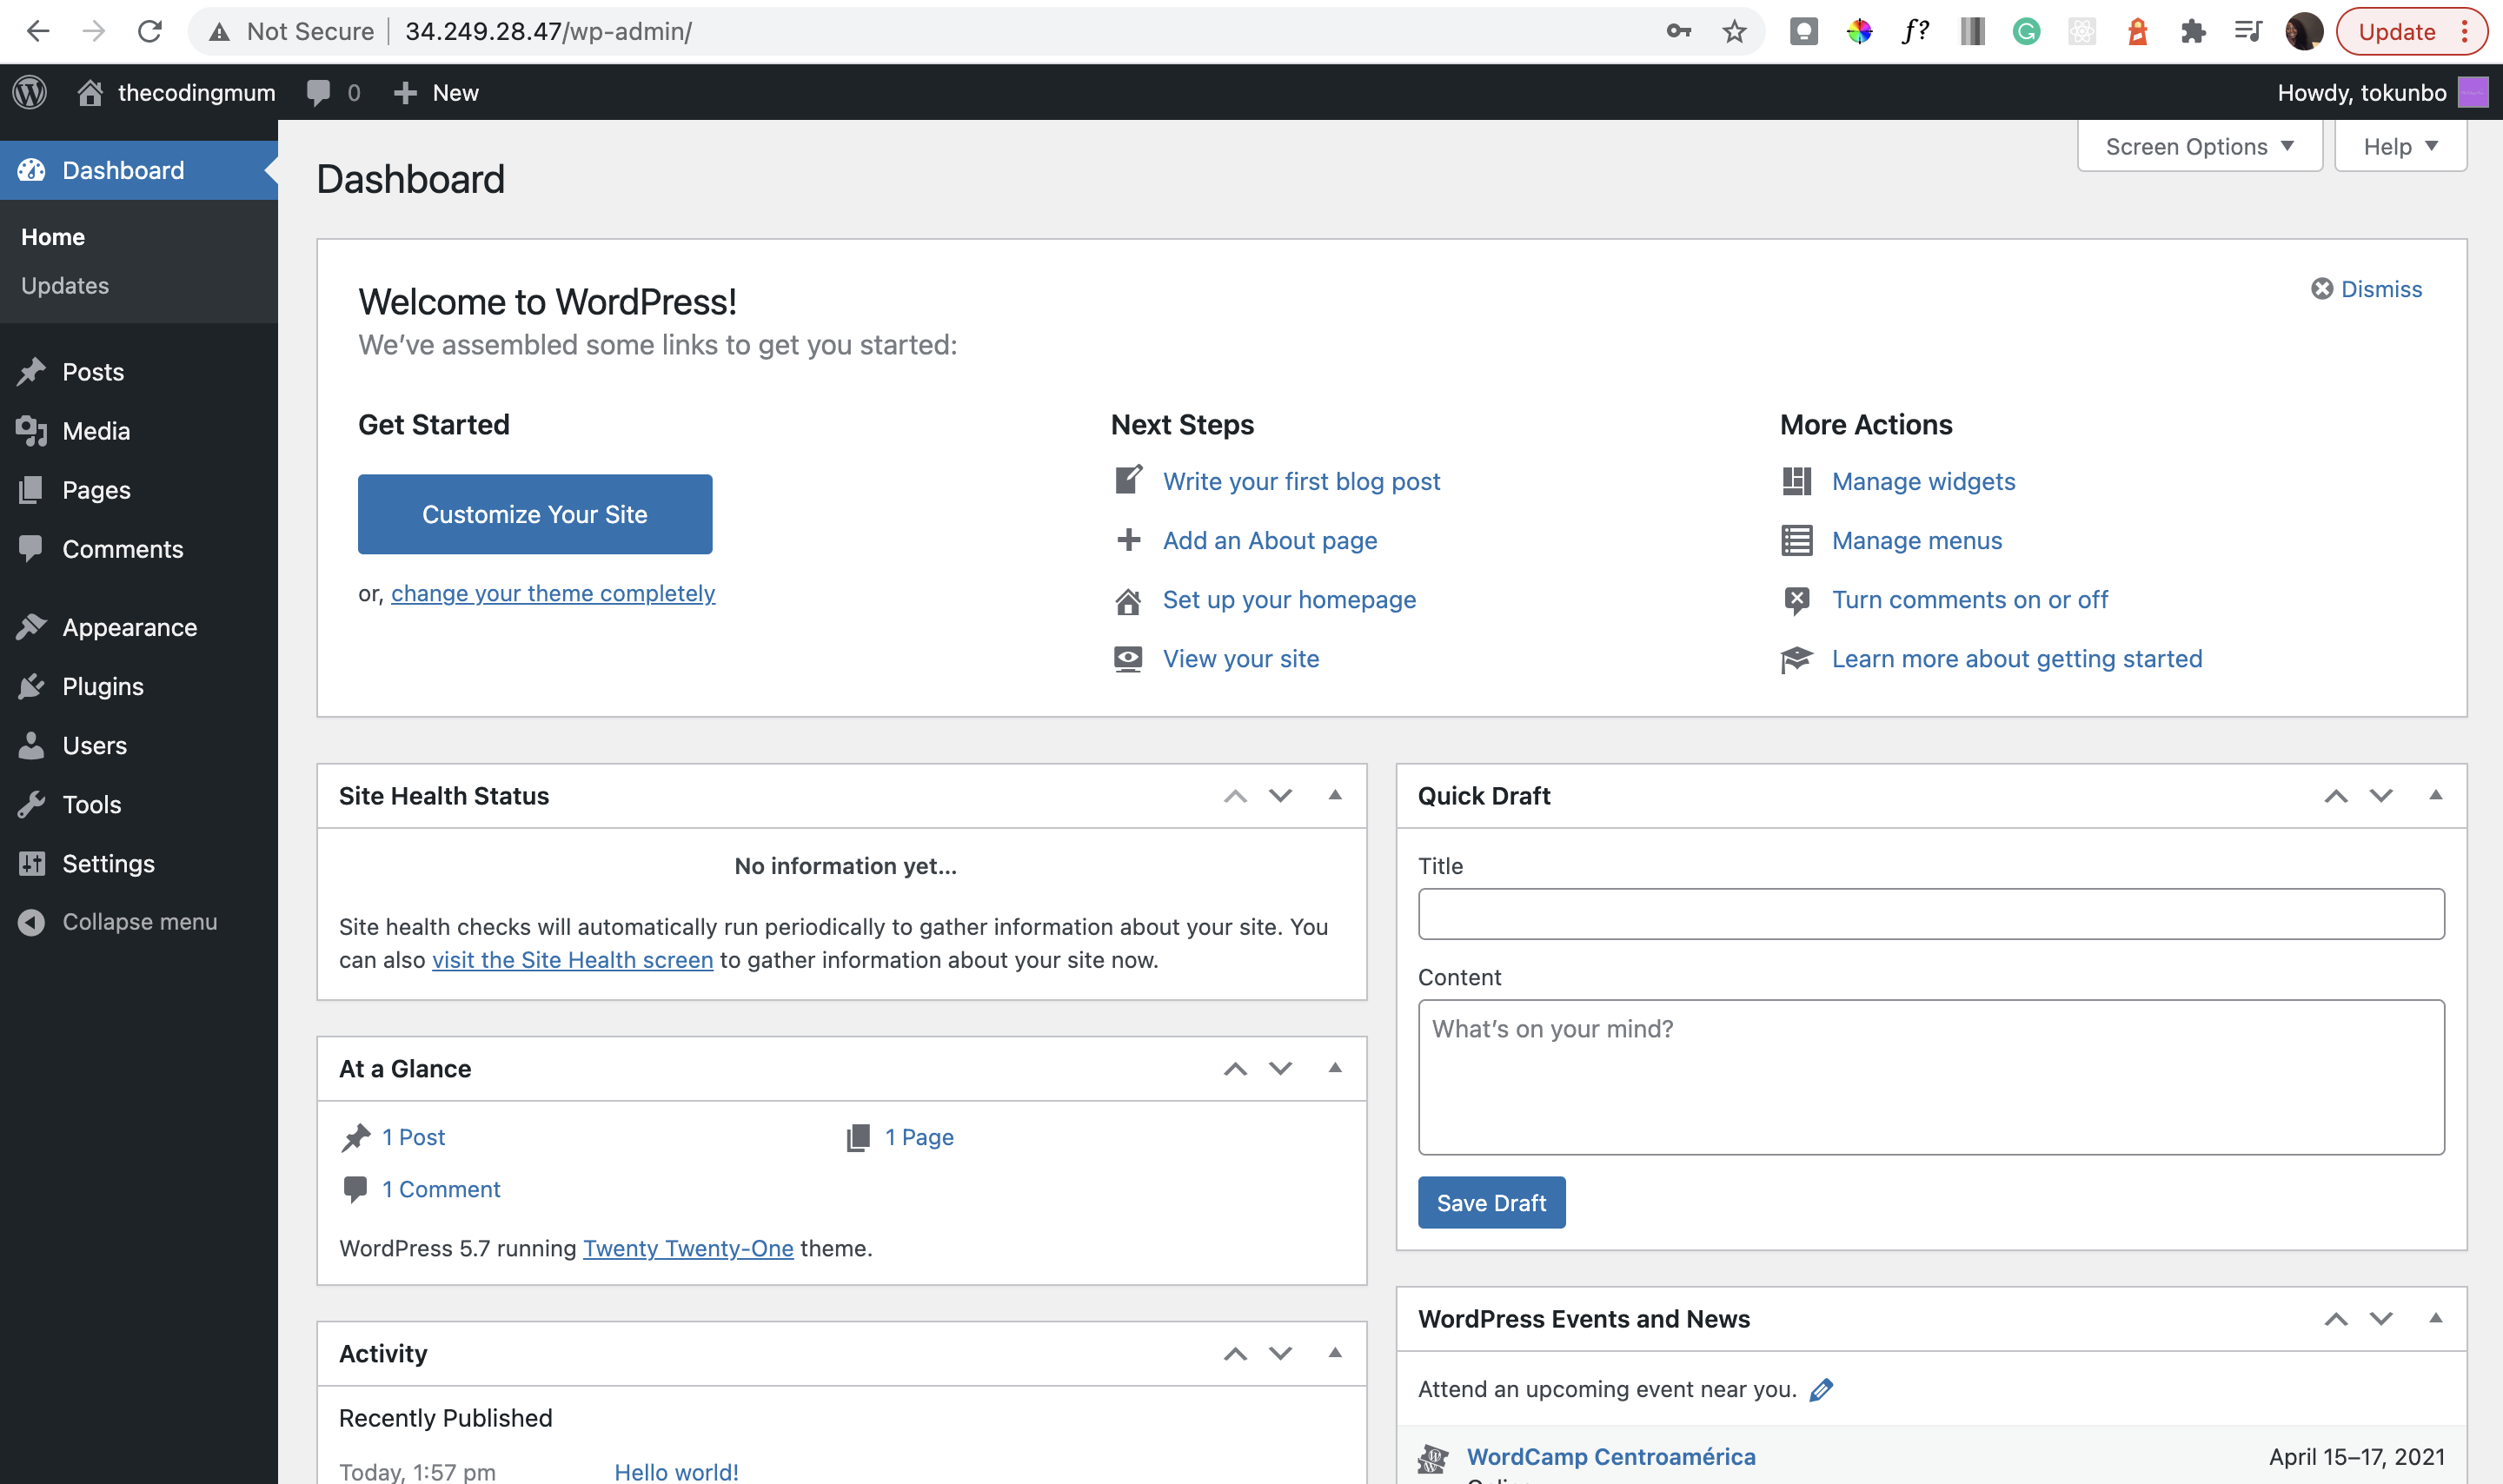 Not Secure 34.249.28.47/wp-admin/ f? G Update
thecodingmum 0 New Howdy, tokunbo
Dashboard
Home
Updates
Posts
Media
Pages
Comments
Appearance
Plugins
Users
Tools
Settings
Collapse menu
Screen Options Help
Dashboard
Welcome to WordPress!
Dismiss
We've assembled some links to get you started:
Get Started
Customize Your Site
or, change your theme completely
Next Steps
Write your first blog post
Add an About page
Set up your homepage
View your site
More Actions
Manage widgets
Manage menus
Turn comments on or off
Learn more about getting started
Site Health Status
No information yet...
Site health checks will automatically run periodically to gather information about your site. You
can also visit the Site Health screen to gather information about your site now.
At a Glance
1 Post 1 Page
1 Comment
WordPress 5.7 running Twenty Twenty-One theme.
Activity
Recently Published
Today, 1:57 pm Hello world!
Quick Draft
Title
Content
What's on your mind?
Save Draft
WordPress Events and News
Attend an upcoming event near you.
WordCamp Centroamérica April 15–17, 2021